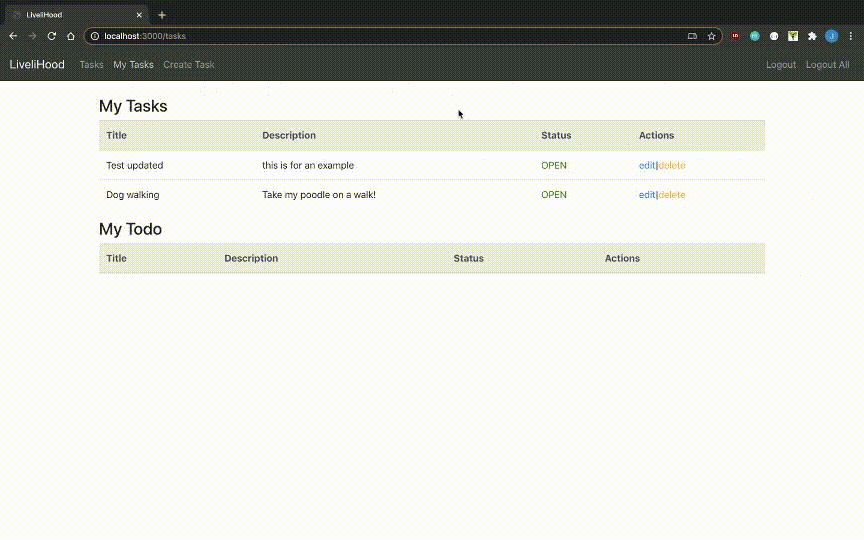 LiveliHood
localhost:3000/tasks
LiveliHood Tasks My Tasks Create Task Logout Logout All
My Tasks
Title Description Status Actions
Test updated this is for an example OPEN edit|delete
Dog walking Take my poodle on a walk! OPEN edit|delete
My Todo
Title Description Status Actions